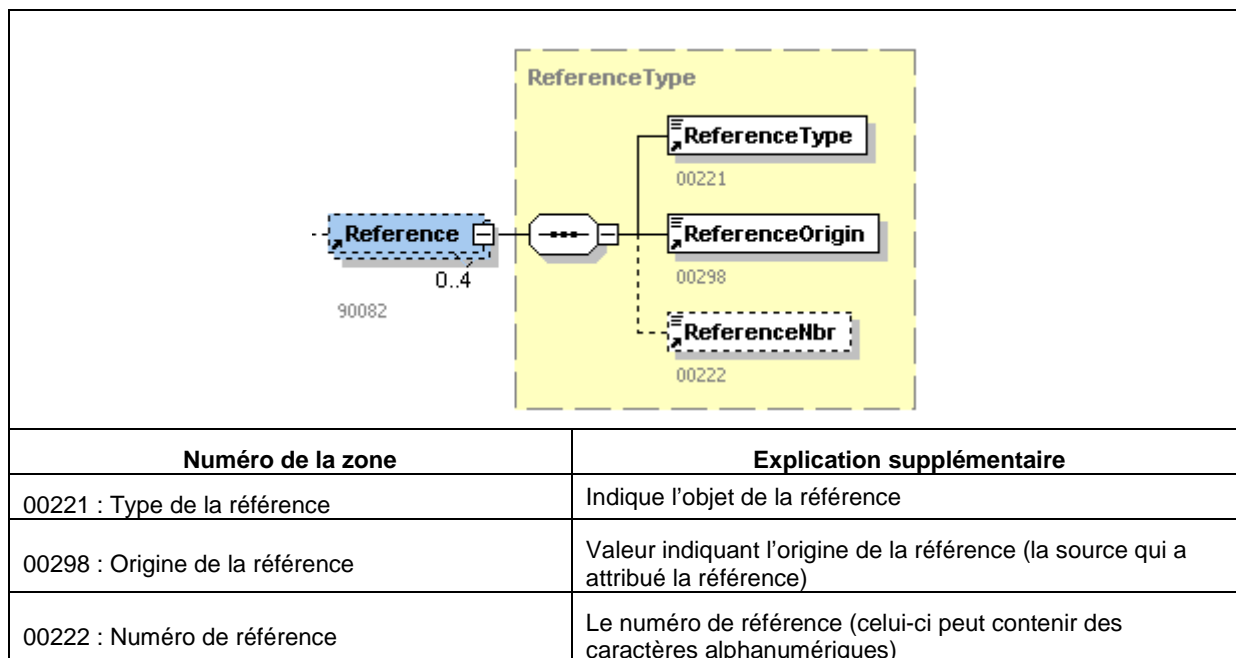 ReferenceType
ReferenceType
00221
Reference
0..4
90082
ReferenceOrigin
00298
ReferenceNbr
00222
Numéro de la zone
Explication supplémentaire
00221 : Type de la référence
Indique l’objet de la référence
00298 : Origine de la référence
Valeur indiquant l’origine de la référence (la source qui a
attribué la référence)
00222 : Numéro de référence
Le numéro de référence (celui-ci peut contenir des
caractères alphanumériques)